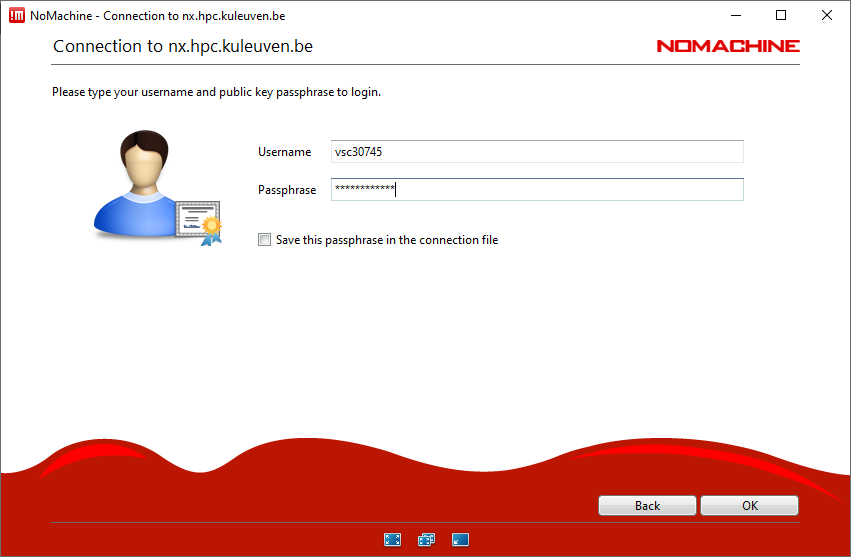 !M NoMachine - Connection to nx.hpc.kuleuven.be
Connection to nx.hpc.kuleuven.be
NOMACHINE
Please type your username and public key passphrase to login.
Username vsc30745
Passphrase ************
Save this passphrase in the connection file
Back OK